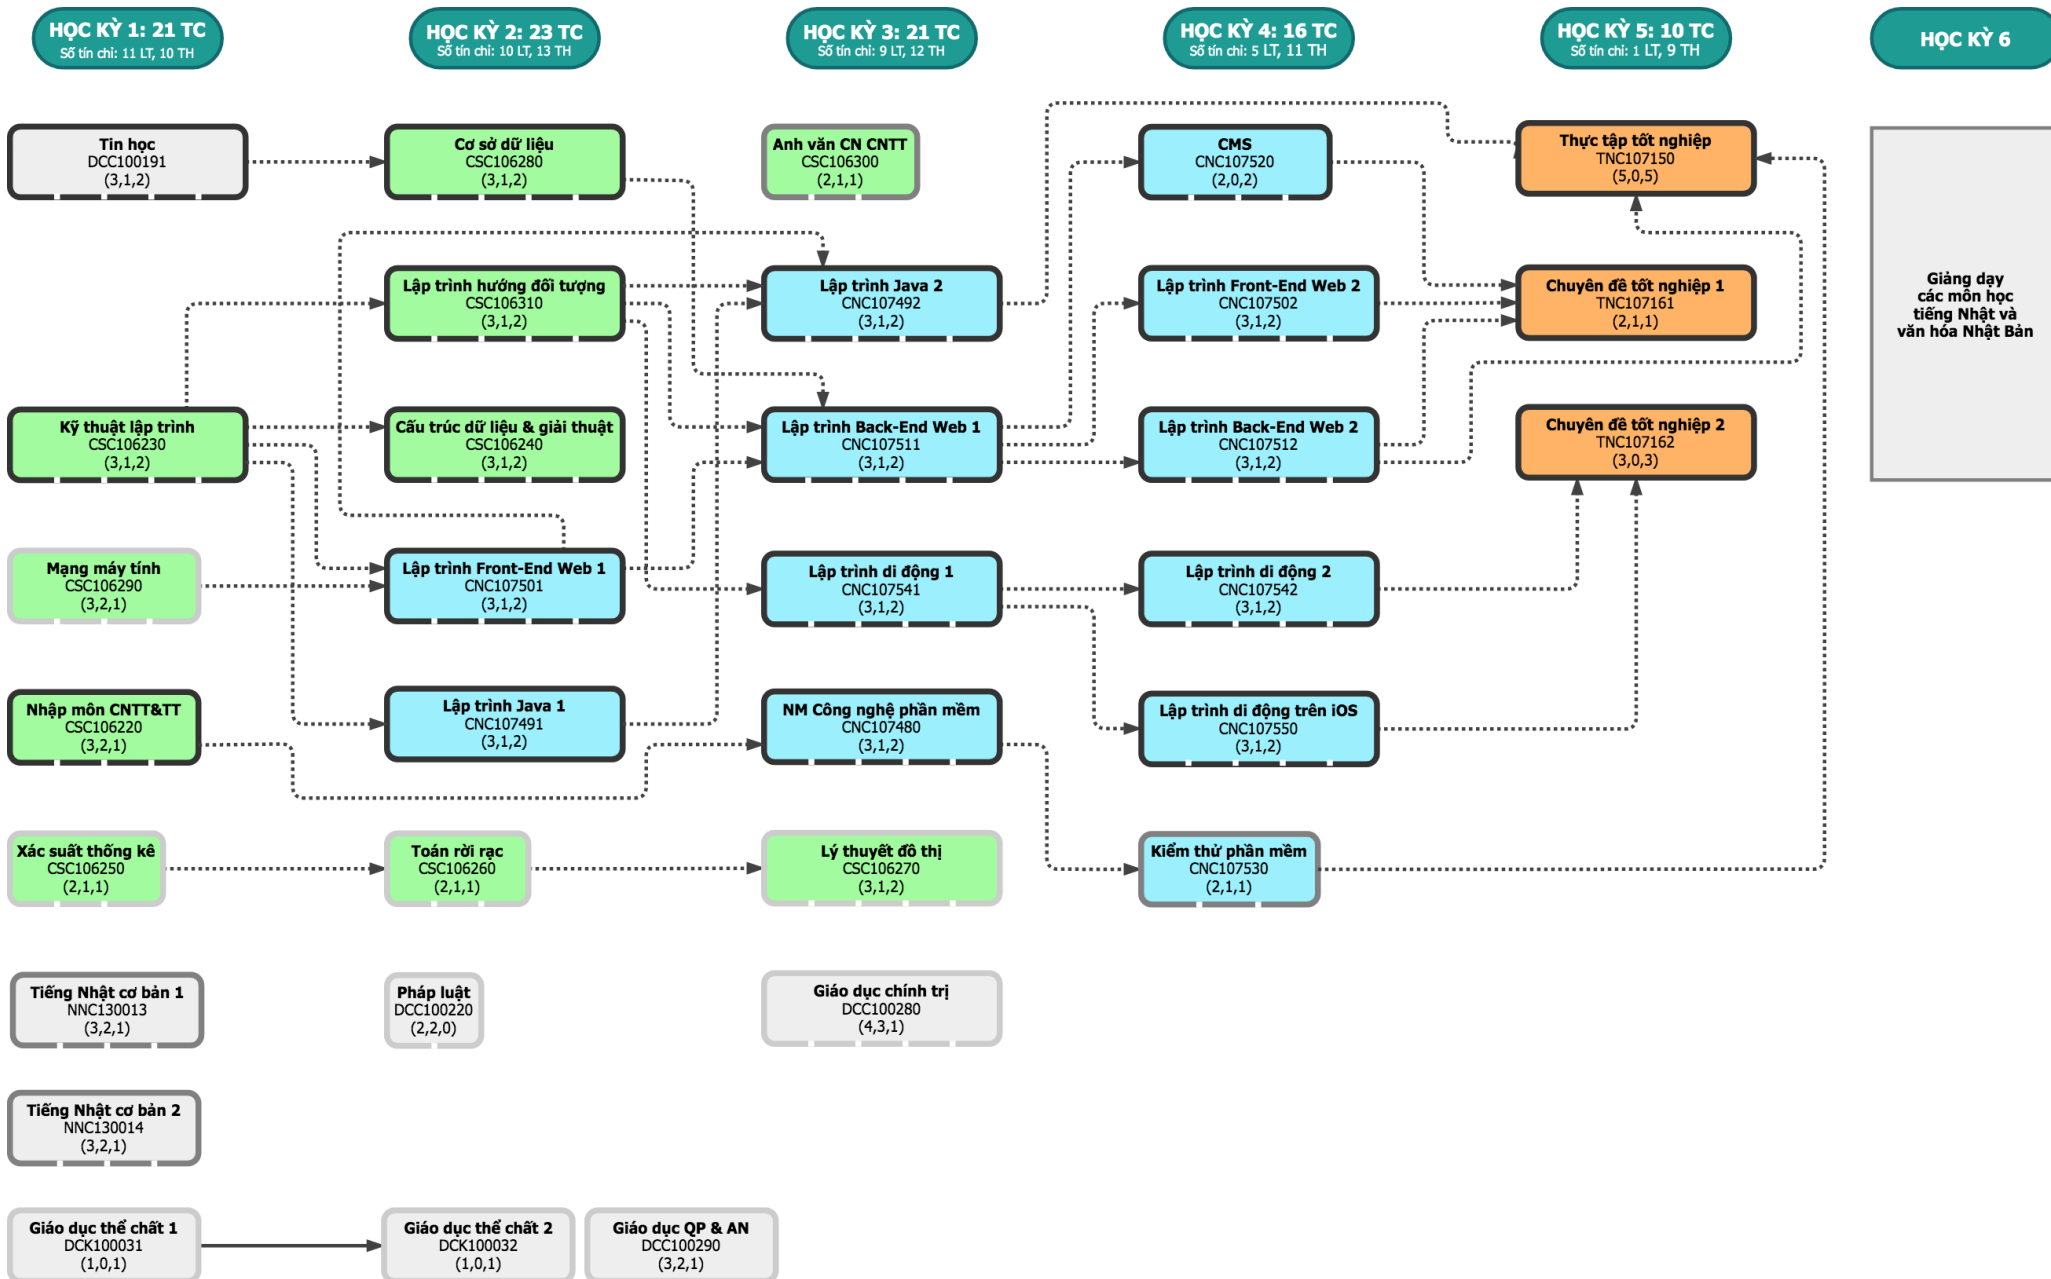 HỌC KỲ 1: 21 TC
Số tín chỉ: 11 LT, 10 TH
HỌC KỲ 2: 23 TC
Số tín chỉ: 10 LT, 13 TH
HỌC KỲ 3: 21 TC
Số tín chỉ: 9 LT, 12 TH
HỌC KỲ 4: 16 TC
Số tín chỉ: 5 LT, 11 TH
HỌC KỲ 5: 10 TC
Số tín chỉ: 1 LT, 9 TH
HỌC KỲ 6
Tin học
DCC100191
(3,1,2)
Cơ sở dữ liệu
CSC106280
(3,1,2)
Anh văn CN CNTT
CSC106300
(2,1,1)
CMS
CNC107520
(2,0,2)
Thực tập tốt nghiệp
TNC107150
(5,0,5)
Giảng dạy
các môn học
tiếng Nhật và
văn hóa Nhật Bản
Lập trình hướng đối tượng
CSC106310
(3,1,2)
Lập trình Java 2
CNC107492
(3,1,2)
Lập trình Front-End Web 2
CNC107502
(3,1,2)
Chuyên đề tốt nghiệp 1
TNC107161
(2,1,1)
Kỹ thuật lập trình
CSC106230
(3,1,2)
Cấu trúc dữ liệu & giải thuật
CSC106240
(3,1,2)
Lập trình Back-End Web 1
CNC107511
(3,1,2)
Lập trình Back-End Web 2
CNC107512
(3,1,2)
Chuyên đề tốt nghiệp 2
TNC107162
(3,0,3)
Mạng máy tính
CSC106290
(3,2,1)
Lập trình Front-End Web 1
CNC107501
(3,1,2)
Lập trình di động 1
CNC107541
(3,1,2)
Lập trình di động 2
CNC107542
(3,1,2)
Nhập môn CNTT&TT
CSC106220
(3,2,1)
Lập trình Java 1
CNC107491
(3,1,2)
NM Công nghệ phần mềm
CNC107480
(3,1,2)
Lập trình di động trên iOS
CNC107550
(3,1,2)
Xác suất thống kê
CSC106250
(2,1,1)
Toán rời rạc
CSC106260
(2,1,1)
Lý thuyết đồ thị
CSC106270
(3,1,2)
Kiểm thử phần mềm
CNC107530
(2,1,1)
Tiếng Nhật cơ bản 1
NNC130013
(3,2,1)
Pháp luật
DCC100220
(2,2,0)
Giáo dục chính trị
DCC100280
(4,3,1)
Tiếng Nhật cơ bản 2
NNC130014
(3,2,1)
Giáo dục thể chất 1
DCK100031
(1,0,1)
Giáo dục thể chất 2
DCK100032
(1,0,1)
Giáo dục QP & AN
DCC100290
(3,2,1)